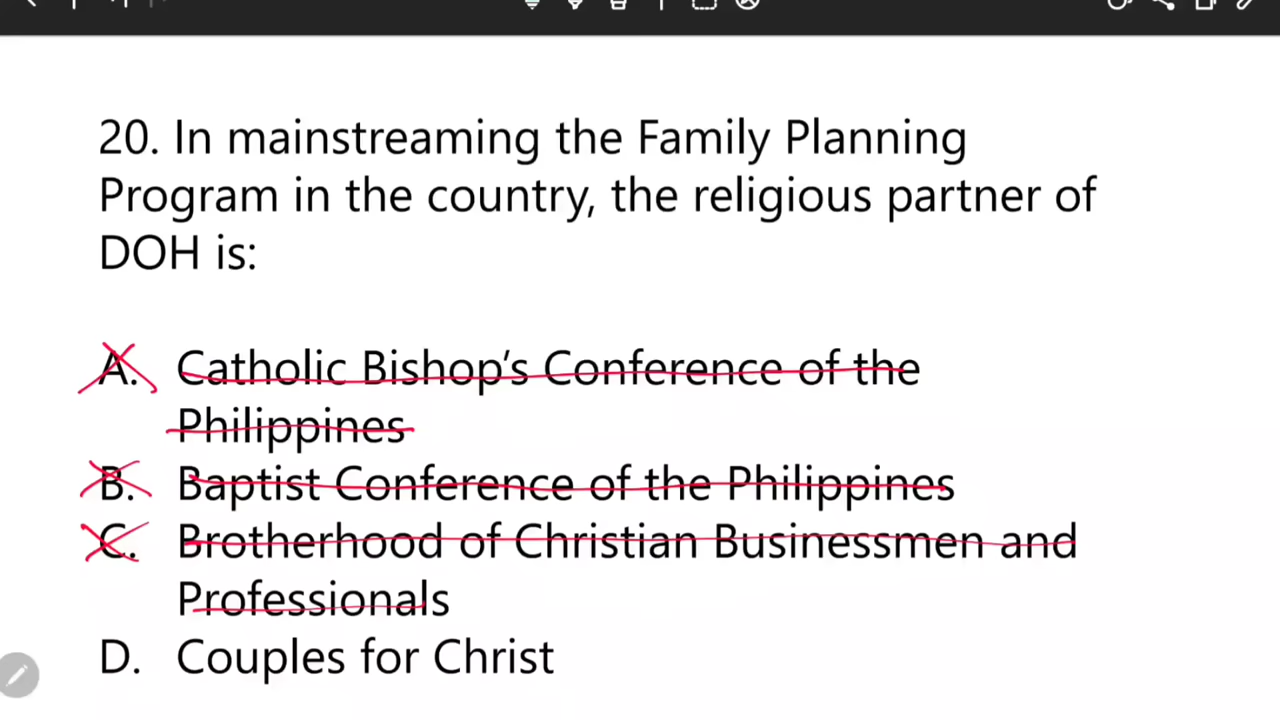 20. In mainstreaming the Family Planning
Program in the country, the religious partner of
DOH is:
A. Catholic Bishop’s Conference of the
Philippines
B. Baptist Conference of the Philippines
C. Brotherhood of Christian Businessmen and
Professionals
D. Couples for Christ